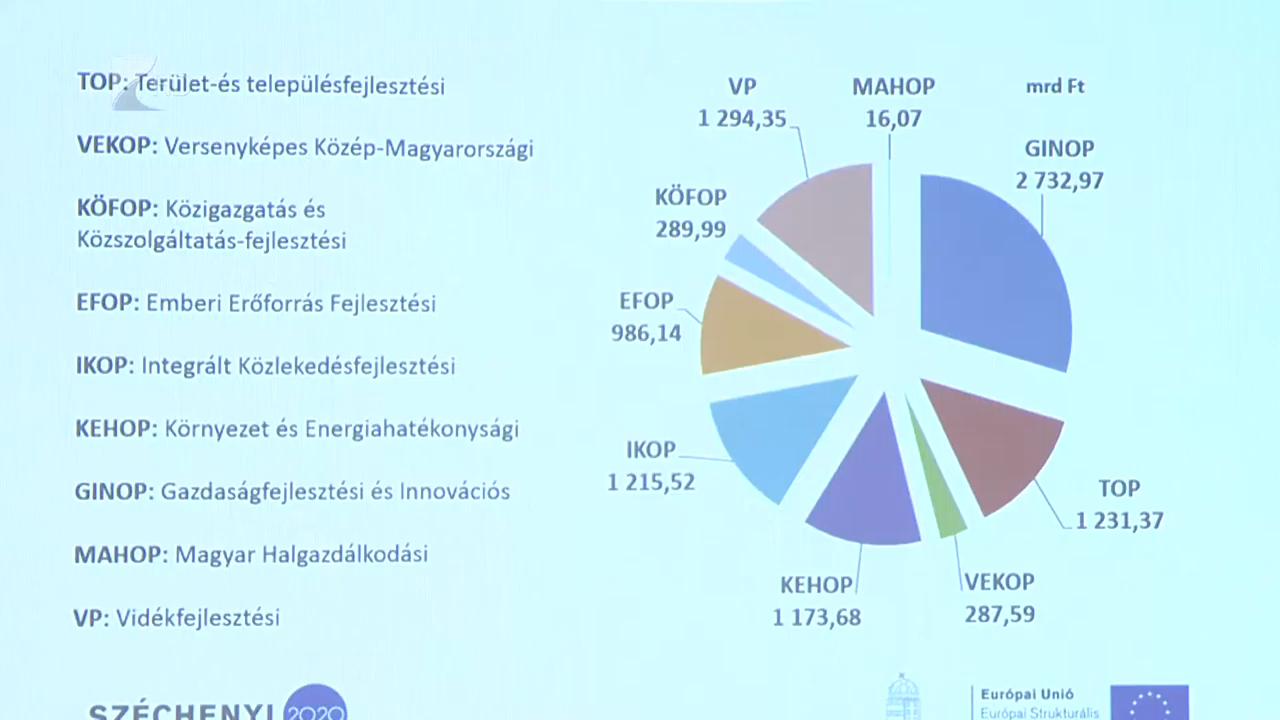 TOP: Terület-és településfejlesztési
VEKOP: Versenyképes Közép-Magyarországi
KÖFOP: Közigazgatás és
Közszolgáltatás-fejlesztési
EFOP: Emberi Erőforrás Fejlesztési
IKOP: Integrált Közlekedésfejlesztési
KEHOP: Környezet és Energiahatékonysági
GINOP: Gazdaságfejlesztési és Innovációs
MAHOP: Magyar Halgazdálkodási
VP: Vidékfejlesztési
mrd Ft
VP
1 294,35
MAHOP
16,07
GINOP
2 732,97
KÖFOP
289,99
EFOP
986,14
IKOP
1 215,52
TOP
1 231,37
KEHOP
1 173,68
VEKOP
287,59
SZÉCHENYI 2020
Európai Unió
Európai Strukturális